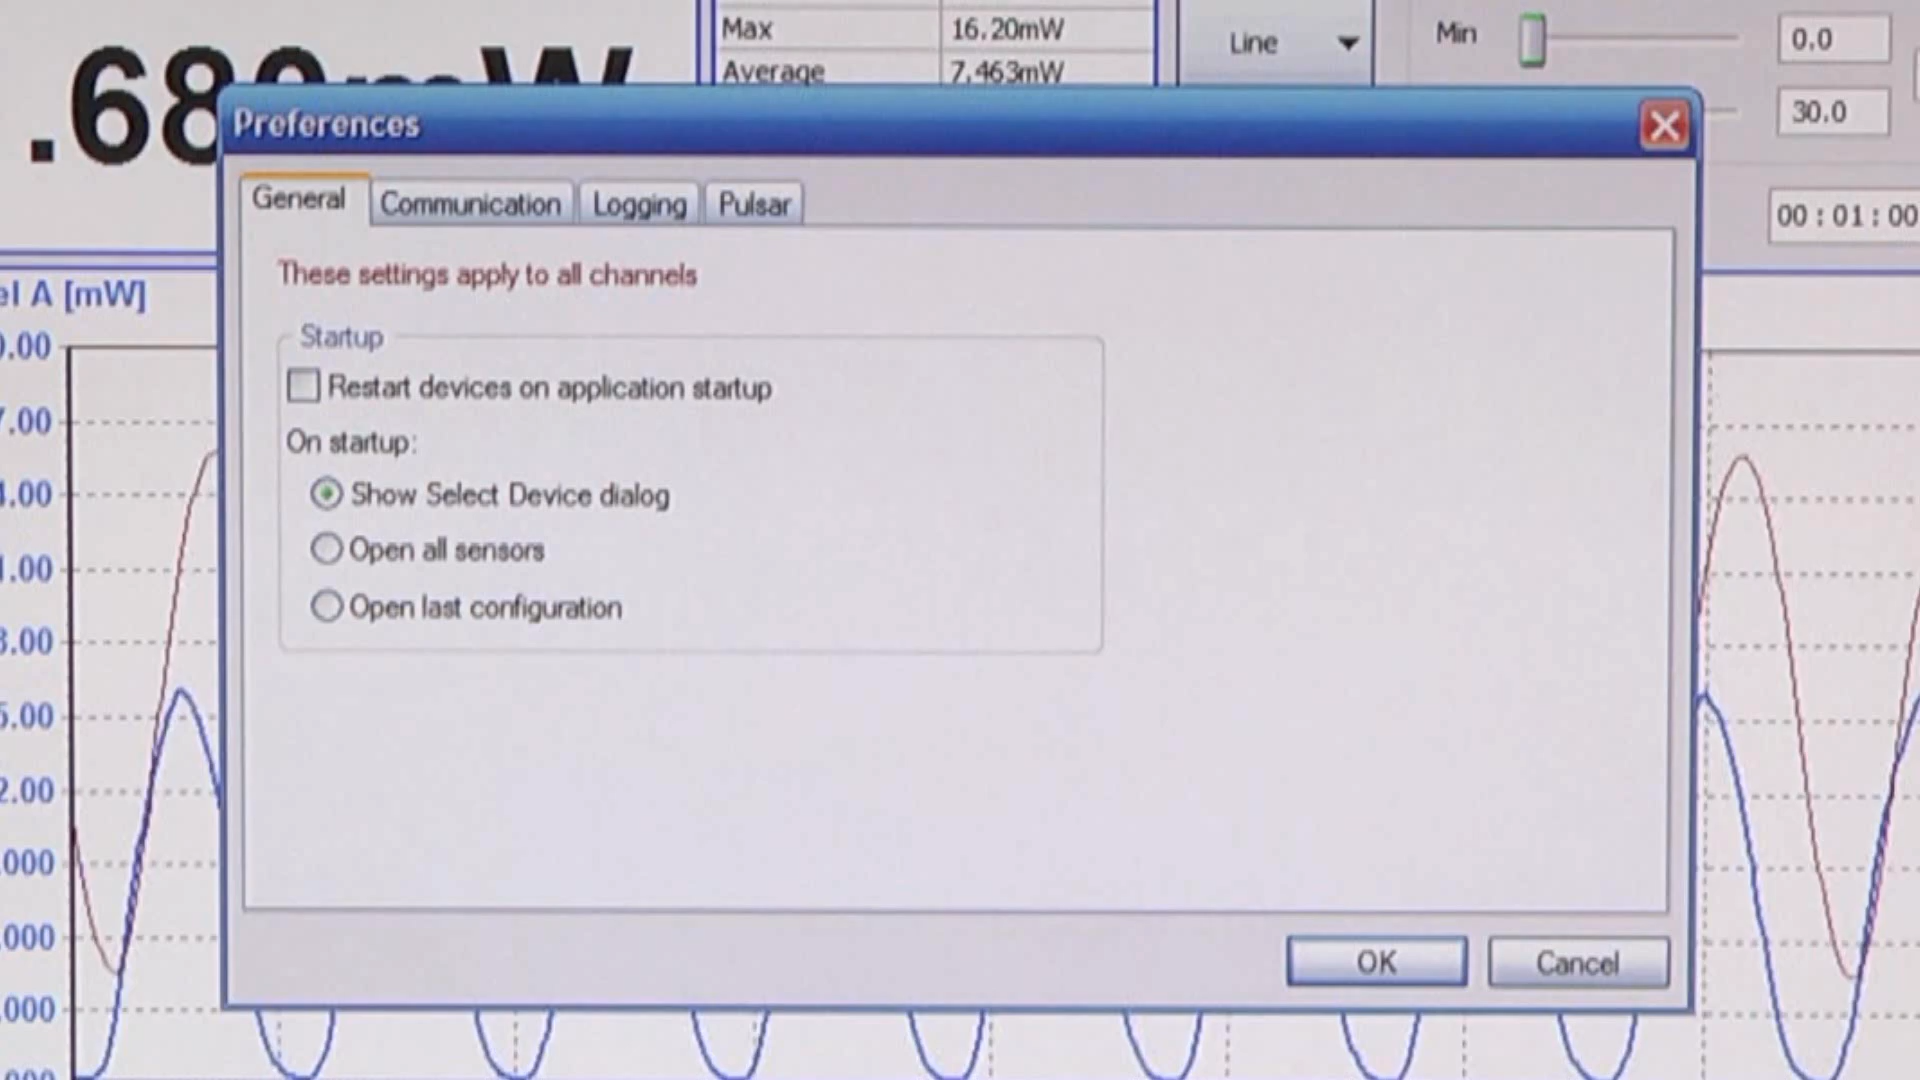 Max 16.20mW
Average 7.463mW
Line
Min 0.0
30.0
00 : 01 : 00
Preferences
General Communication Logging Pulsar
These settings apply to all channels
Startup
Restart devices on application startup
On startup:
Show Select Device dialog
Open all sensors
Open last configuration
OK Cancel
A [mW]